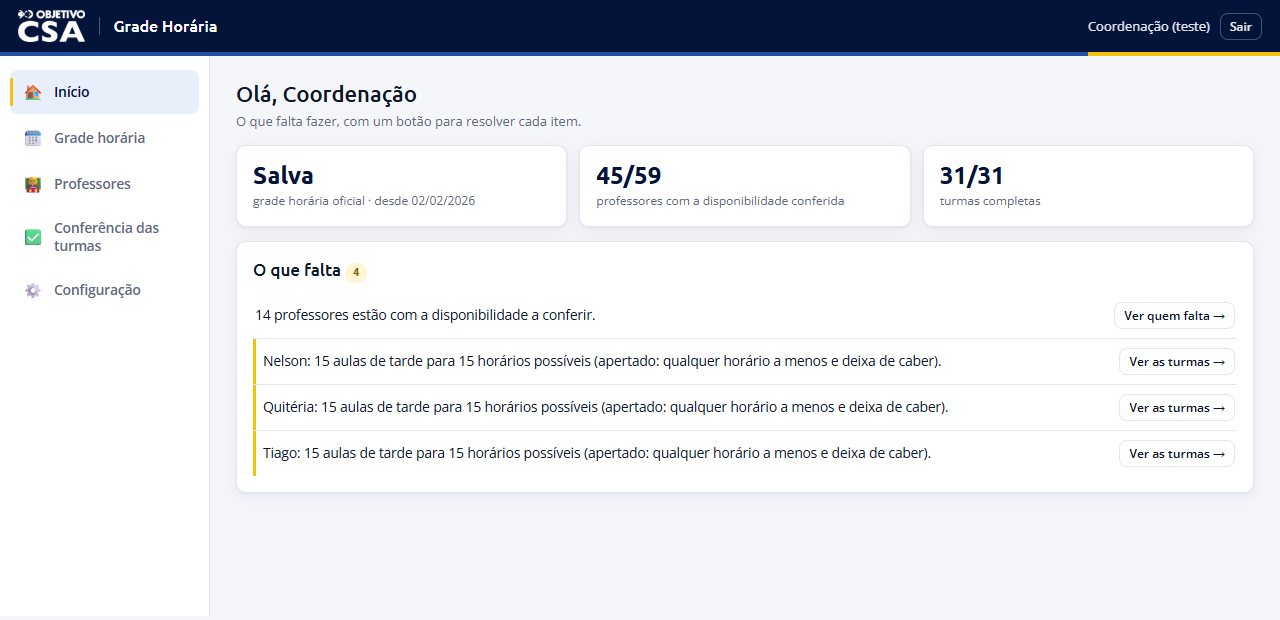 OBJETIVO
CSA
Grade Horária
Coordenação (teste)
Sair
Início
Grade horária
Professores
Conferência das
turmas
Configuração
Olá, Coordenação
O que falta fazer, com um botão para resolver cada item.
Salva
grade horária oficial · desde 02/02/2026
45/59
professores com a disponibilidade conferida
31/31
turmas completas
O que falta 4
14 professores estão com a disponibilidade a conferir.
Ver quem falta →
Nelson: 15 aulas de tarde para 15 horários possíveis (apertado: qualquer horário a menos e deixa de caber).
Ver as turmas →
Quitéria: 15 aulas de tarde para 15 horários possíveis (apertado: qualquer horário a menos e deixa de caber).
Ver as turmas →
Tiago: 15 aulas de tarde para 15 horários possíveis (apertado: qualquer horário a menos e deixa de caber).
Ver as turmas →